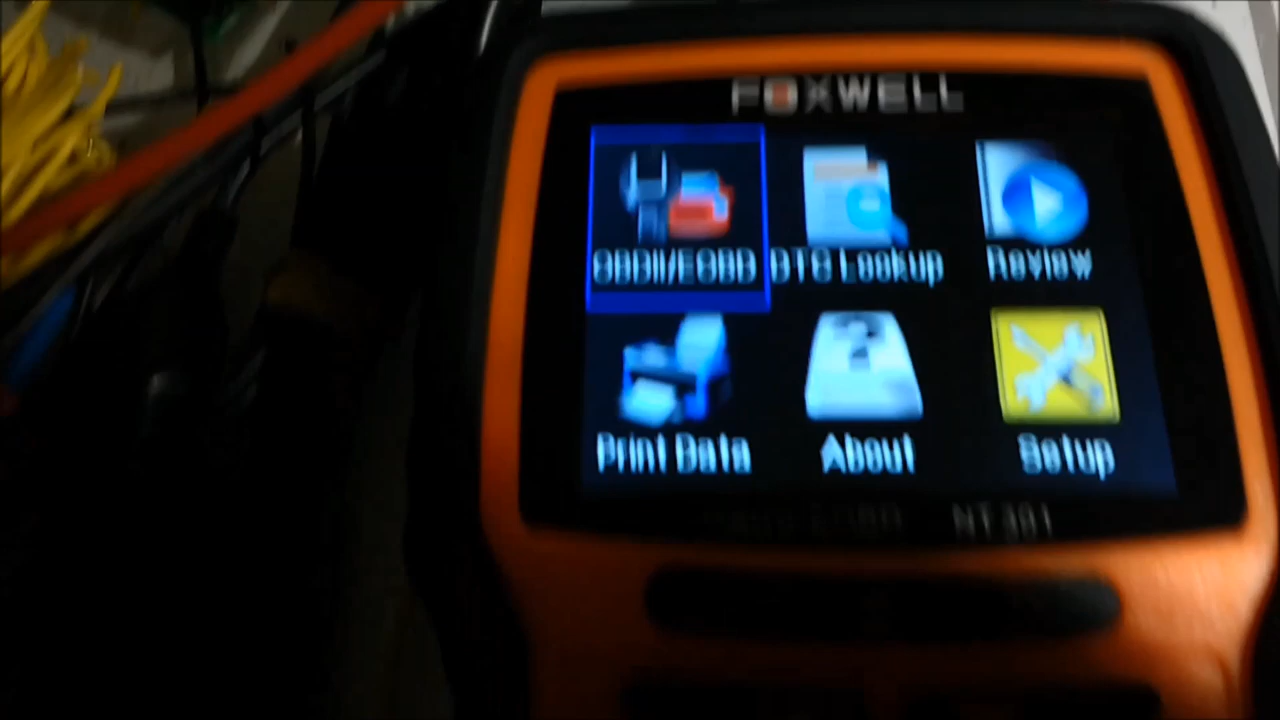 FOXWELL
OBDII/EOBD DTC Lookup Review
Print Data About Setup
NT301